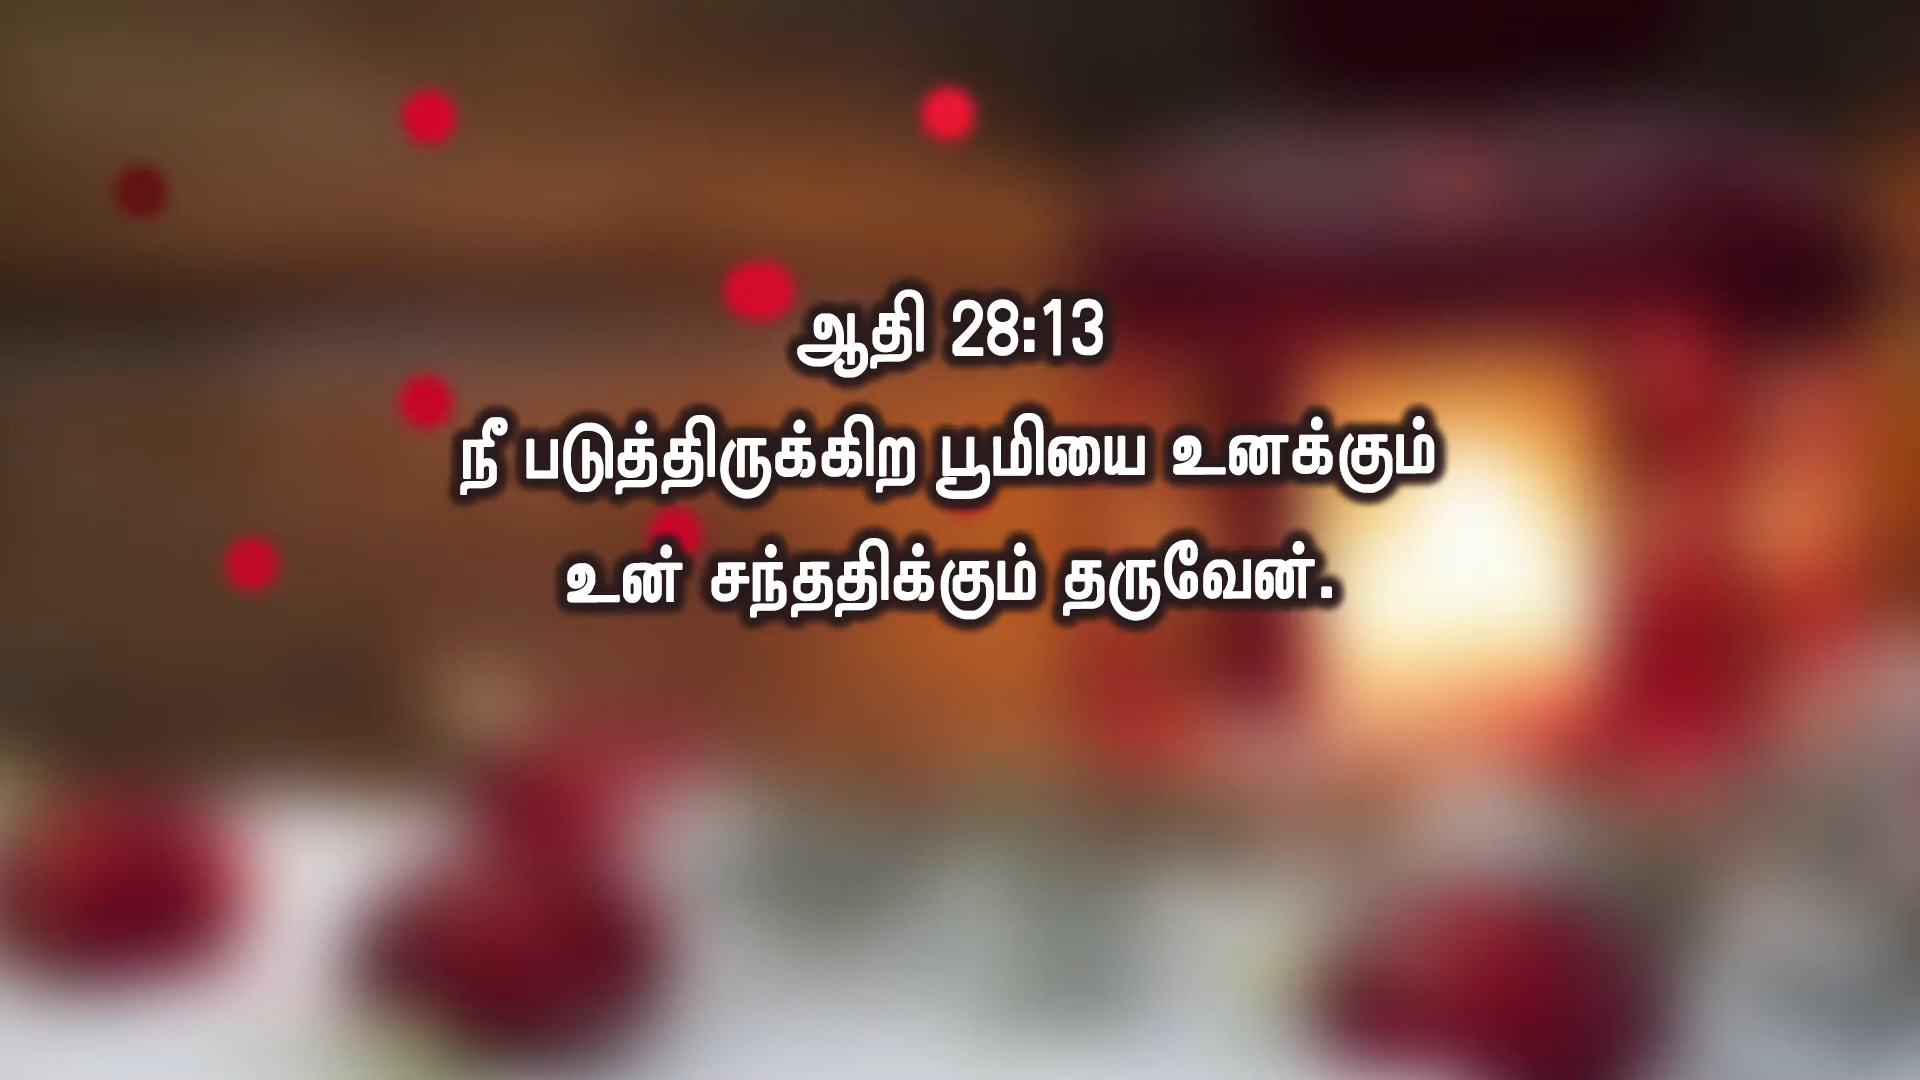 ஆதி 28:13
நீ படுத்திருக்கிற பூமியை உனக்கும்
உன் சந்ததிக்கும் தருவேன்.